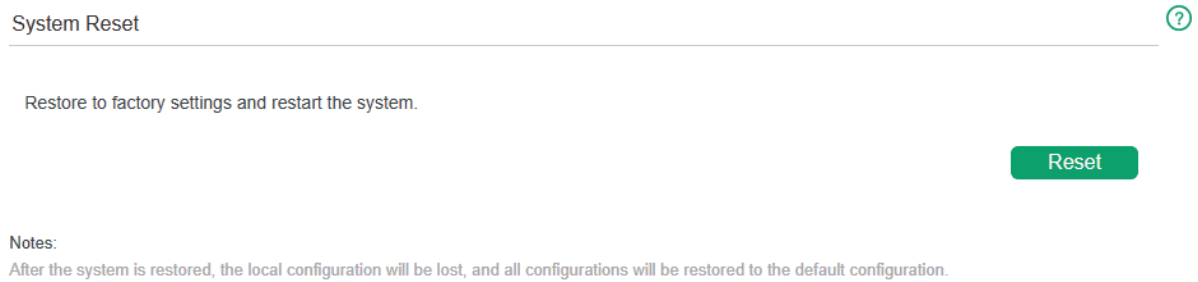 System Reset
?
Restore to factory settings and restart the system.
Reset
Notes:
After the system is restored, the local configuration will be lost, and all configurations will be restored to the default configuration.